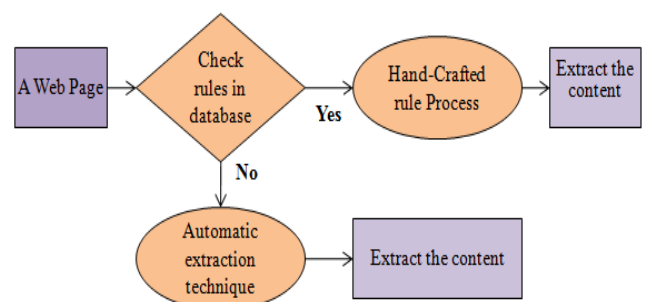 A Web Page
Check
rules in
database
Yes
Hand-Crafted
rule Process
Extract the
content
No
Automatic
extraction
technique
Extract the content